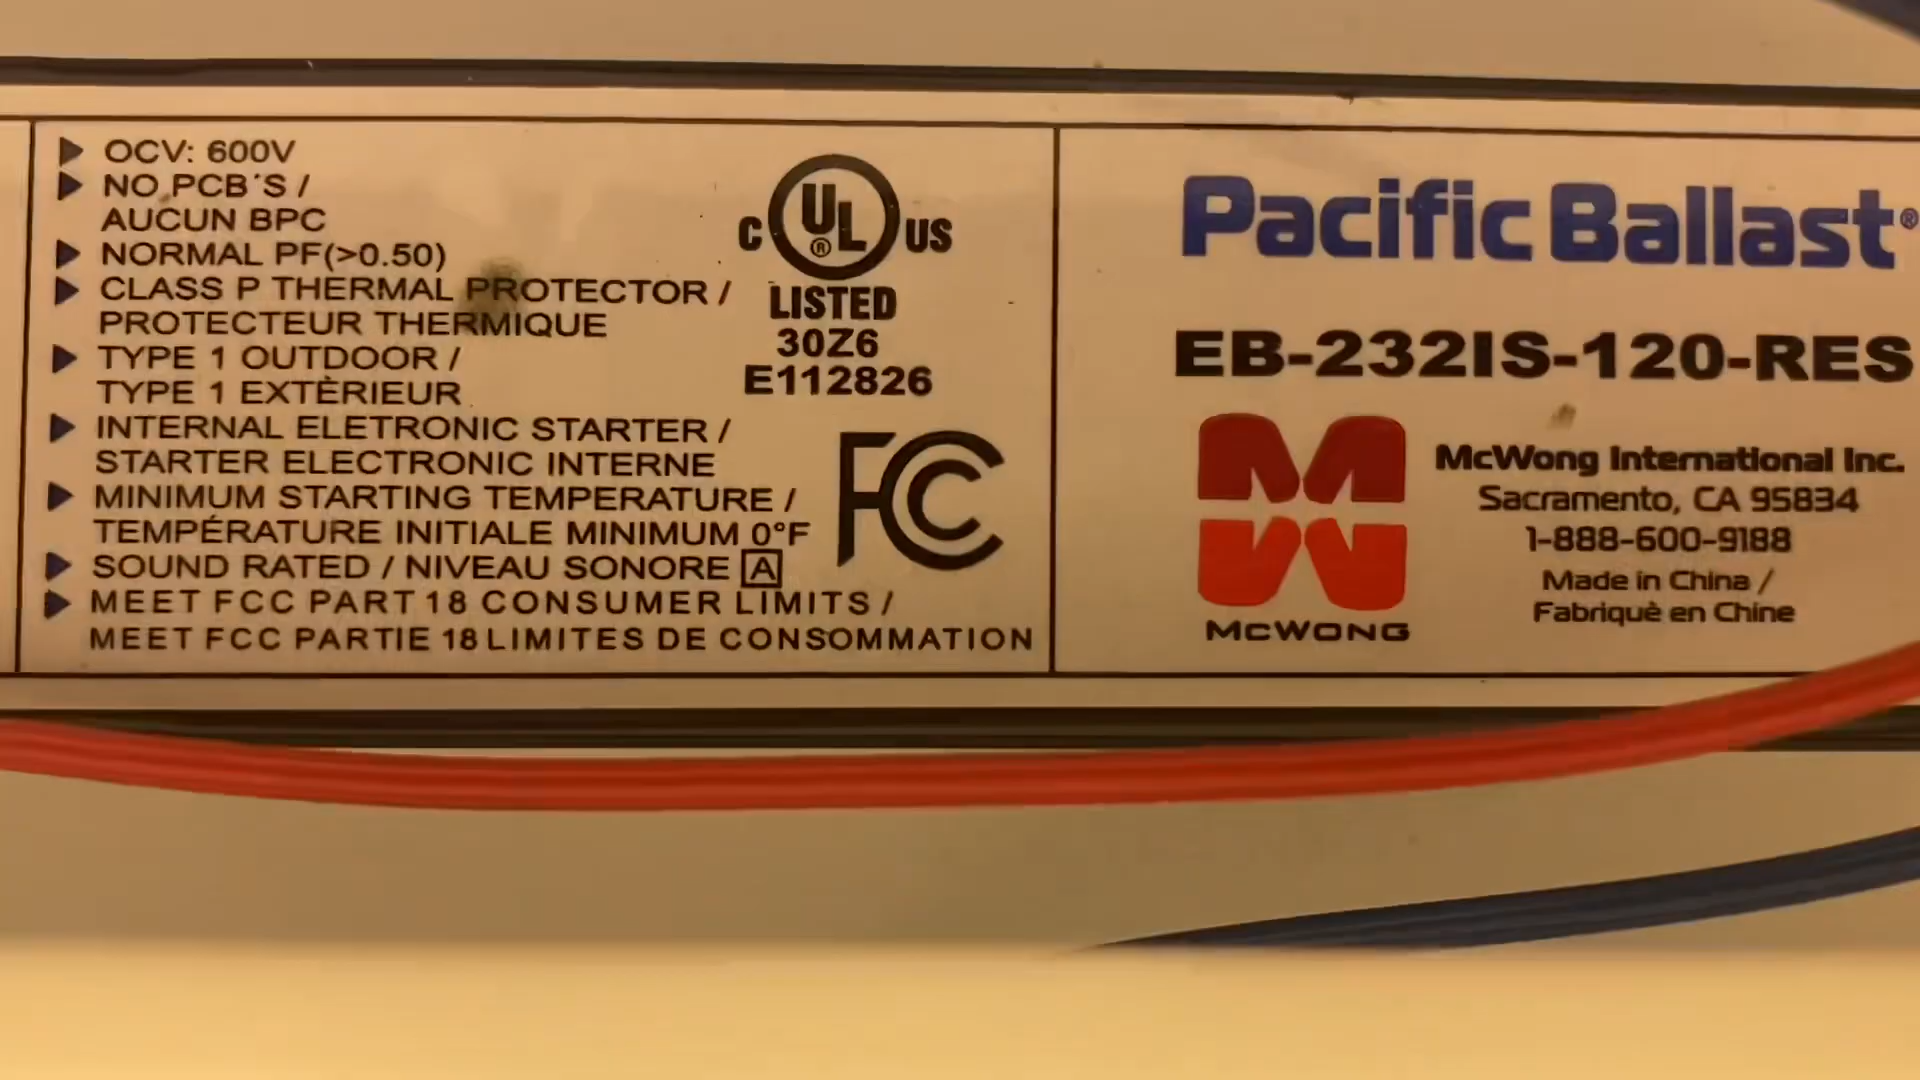 OCV: 600V
NO PCB'S /
AUCUN BPC
NORMAL PF(>0.50)
CLASS P THERMAL PROTECTOR /
PROTECTEUR THERMIQUE
TYPE 1 OUTDOOR /
TYPE 1 EXTÈRIEUR
INTERNAL ELETRONIC STARTER /
STARTER ELECTRONIC INTERNE
MINIMUM STARTING TEMPERATURE /
TEMPÉRATURE INITIALE MINIMUM 0°F
SOUND RATED / NIVEAU SONORE A
MEET FCC PART 18 CONSUMER LIMITS /
MEET FCC PARTIE 18 LIMITES DE CONSOMMATION
C UL® US
LISTED
30Z6
E112826
FC
Pacific Ballast®
EB-232IS-120-RES
McWONG
McWong International Inc.
Sacramento, CA 95834
1-888-600-9188
Made in China /
Fabriquè en Chine